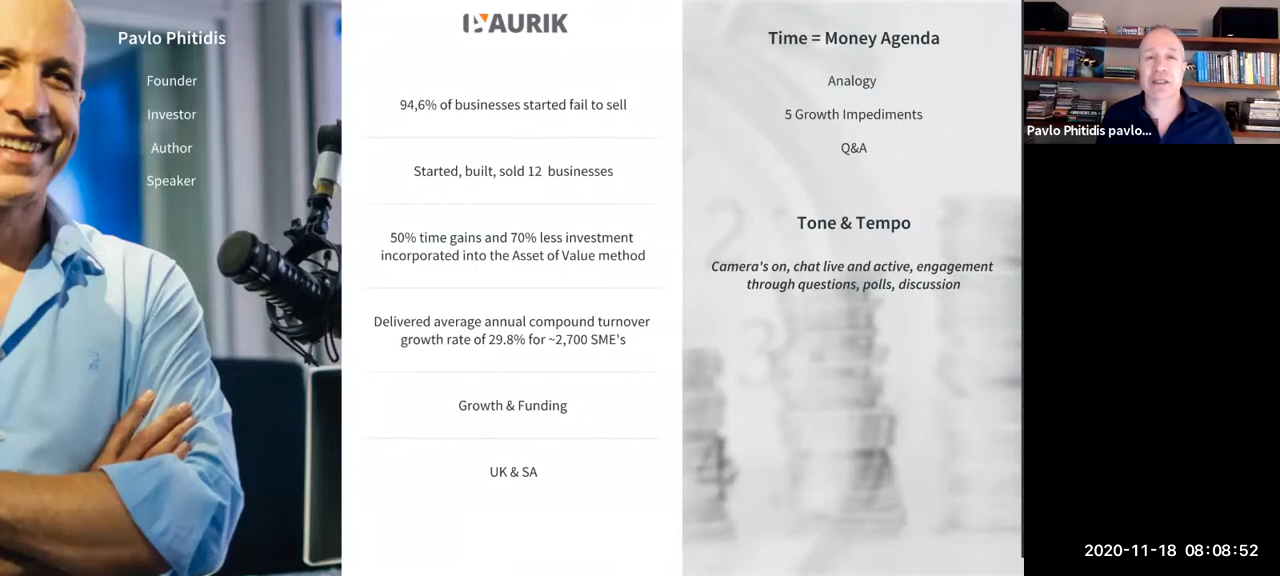 Pavlo Phitidis
Founder
Investor
Author
Speaker
AURIK
94,6% of businesses started fail to sell
Started, built, sold 12 businesses
50% time gains and 70% less investment
incorporated into the Asset of Value method
Delivered average annual compound turnover
growth rate of 29.8% for ~2,700 SME's
Growth & Funding
UK & SA
Time = Money Agenda
Analogy
5 Growth Impediments
Q&A
Tone & Tempo
Camera's on, chat live and active, engagement
through questions, polls, discussion
Pavlo Phitidis pavlo...
2020-11-18 08:08:52